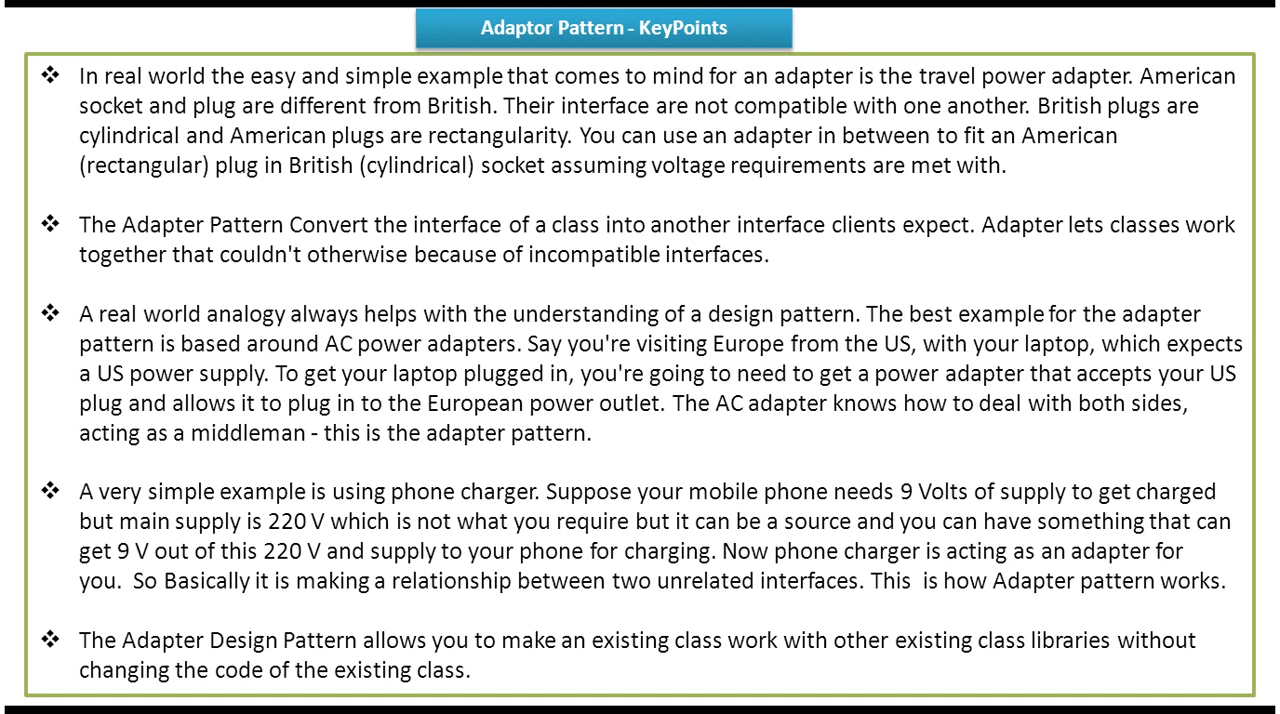 Adaptor Pattern - KeyPoints
❖ In real world the easy and simple example that comes to mind for an adapter is the travel power adapter. American
socket and plug are different from British. Their interface are not compatible with one another. British plugs are
cylindrical and American plugs are rectangularity. You can use an adapter in between to fit an American
(rectangular) plug in British (cylindrical) socket assuming voltage requirements are met with.
❖ The Adapter Pattern Convert the interface of a class into another interface clients expect. Adapter lets classes work
together that couldn't otherwise because of incompatible interfaces.
❖ A real world analogy always helps with the understanding of a design pattern. The best example for the adapter
pattern is based around AC power adapters. Say you're visiting Europe from the US, with your laptop, which expects
a US power supply. To get your laptop plugged in, you're going to need to get a power adapter that accepts your US
plug and allows it to plug in to the European power outlet. The AC adapter knows how to deal with both sides,
acting as a middleman - this is the adapter pattern.
❖ A very simple example is using phone charger. Suppose your mobile phone needs 9 Volts of supply to get charged
but main supply is 220 V which is not what you require but it can be a source and you can have something that can
get 9 V out of this 220 V and supply to your phone for charging. Now phone charger is acting as an adapter for
you. So Basically it is making a relationship between two unrelated interfaces. This is how Adapter pattern works.
❖ The Adapter Design Pattern allows you to make an existing class work with other existing class libraries without
changing the code of the existing class.